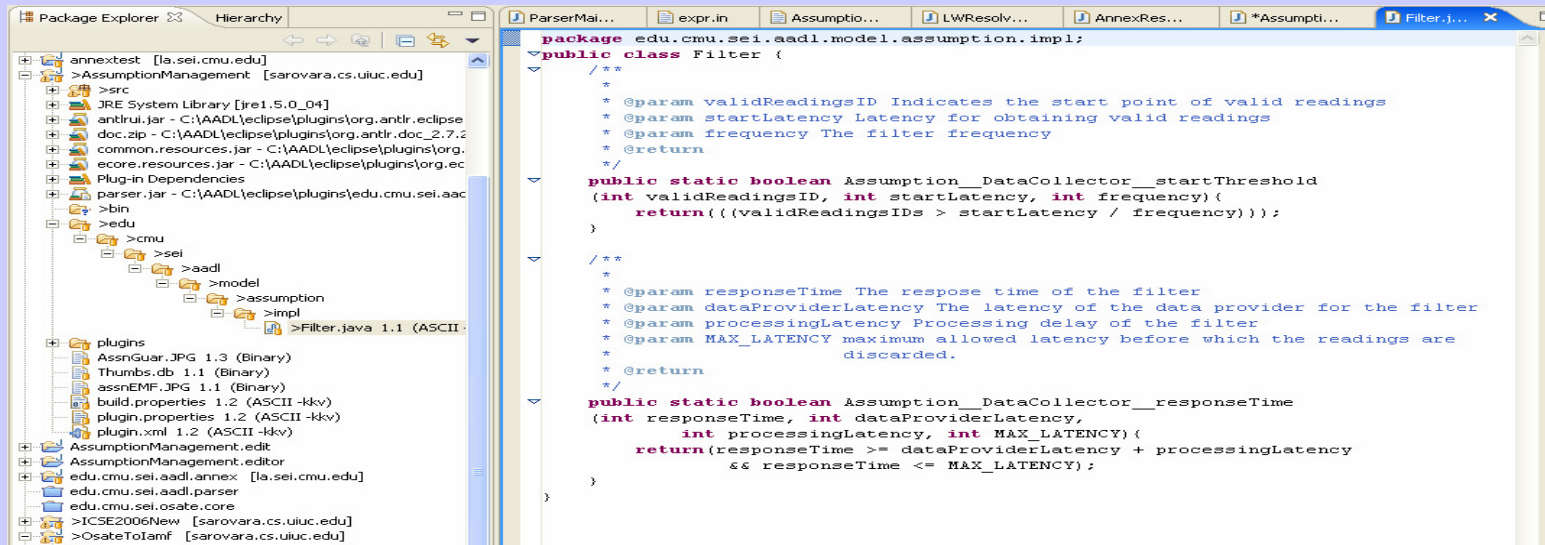 Package Explorer
Hierarchy
annextest [la.sei.cmu.edu]
>AssumptionManagement [sarovara.cs.uiuc.edu]
>src
JRE System Library [jre1.5.0_04]
antlrui.jar - C:\AADL\eclipse\plugins\org.antlr.eclipse
doc.zip - C:\AADL\eclipse\plugins\org.antlr.doc_2.7.2
common.resources.jar - C:\AADL\eclipse\plugins\org.
ecore.resources.jar - C:\AADL\eclipse\plugins\org.ec
Plug-in Dependencies
parser.jar - C:\AADL\eclipse\plugins\edu.cmu.sei.aac
>bin
>edu
>cmu
>sei
>aadl
>model
>assumption
>impl
>Filter.java 1.1 (ASCII -
plugins
AssnGuar.JPG 1.3 (Binary)
Thumbs.db 1.1 (Binary)
assnEMF.JPG 1.1 (Binary)
build.properties 1.2 (ASCII -kkv)
plugin.properties 1.2 (ASCII -kkv)
plugin.xml 1.2 (ASCII -kkv)
AssumptionManagement.edit
AssumptionManagement.editor
edu.cmu.sei.aadl.annex [la.sei.cmu.edu]
edu.cmu.sei.aadl.parser
edu.cmu.sei.osate.core
>ICSE2006New [sarovara.cs.uiuc.edu]
>OsateToIamf [sarovara.cs.uiuc.edu]
ParserMai...
expr.in
Assumptio...
LWResolv...
AnnexRes...
*Assumpti...
Filter.j...
package edu.cmu.sei.aadl.model.assumption.impl;
public class Filter {
/**
*
* @param validReadingsID Indicates the start point of valid readings
* @param startLatency Latency for obtaining valid readings
* @param frequency The filter frequency
* @return
*/
public static boolean Assumption__DataCollector__startThreshold
(int validReadingsID, int startLatency, int frequency){
return(((validReadingsIDs > startLatency / frequency)));
}
/**
*
* @param responseTime The respose time of the filter
* @param dataProviderLatency The latency of the data provider for the filter
* @param processingLatency Processing delay of the filter
* @param MAX_LATENCY maximum allowed latency before which the readings are
* discarded.
* @return
*/
public static boolean Assumption__DataCollector__responseTime
(int responseTime, int dataProviderLatency,
int processingLatency, int MAX_LATENCY){
return(responseTime >= dataProviderLatency + processingLatency
&& responseTime <= MAX_LATENCY);
}
}